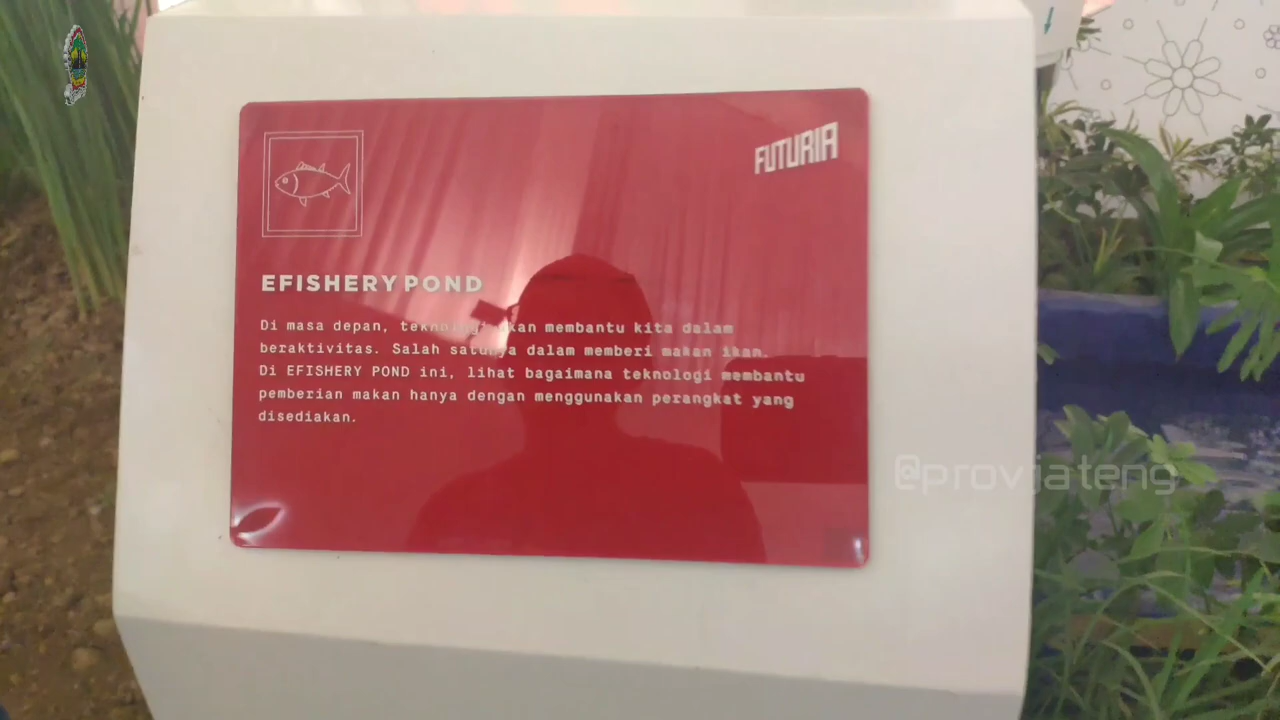 FUTURIA
EFISHERY POND
Di masa depan, teknologi akan membantu kita dalam
beraktivitas. Salah satunya dalam memberi makan ikan.
Di EFISHERY POND ini, lihat bagaimana teknologi membantu
pemberian makan hanya dengan menggunakan perangkat yang
disediakan.
@provjateng